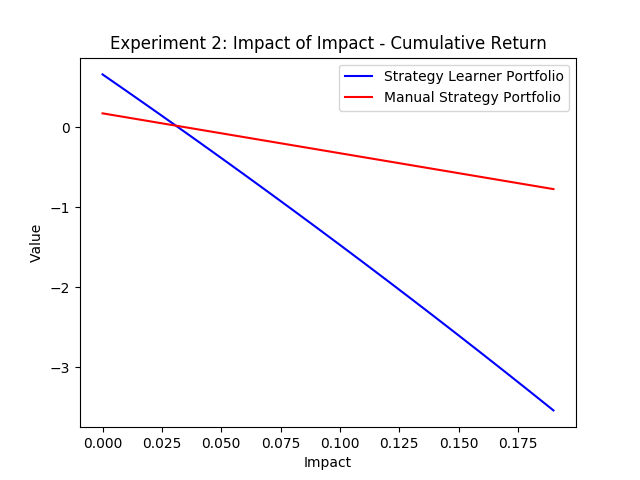 Experiment 2: Impact of Impact - Cumulative Return
Strategy Learner Portfolio
Manual Strategy Portfolio
Value
0
−1
−2
−3
0.000 0.025 0.050 0.075 0.100 0.125 0.150 0.175
Impact